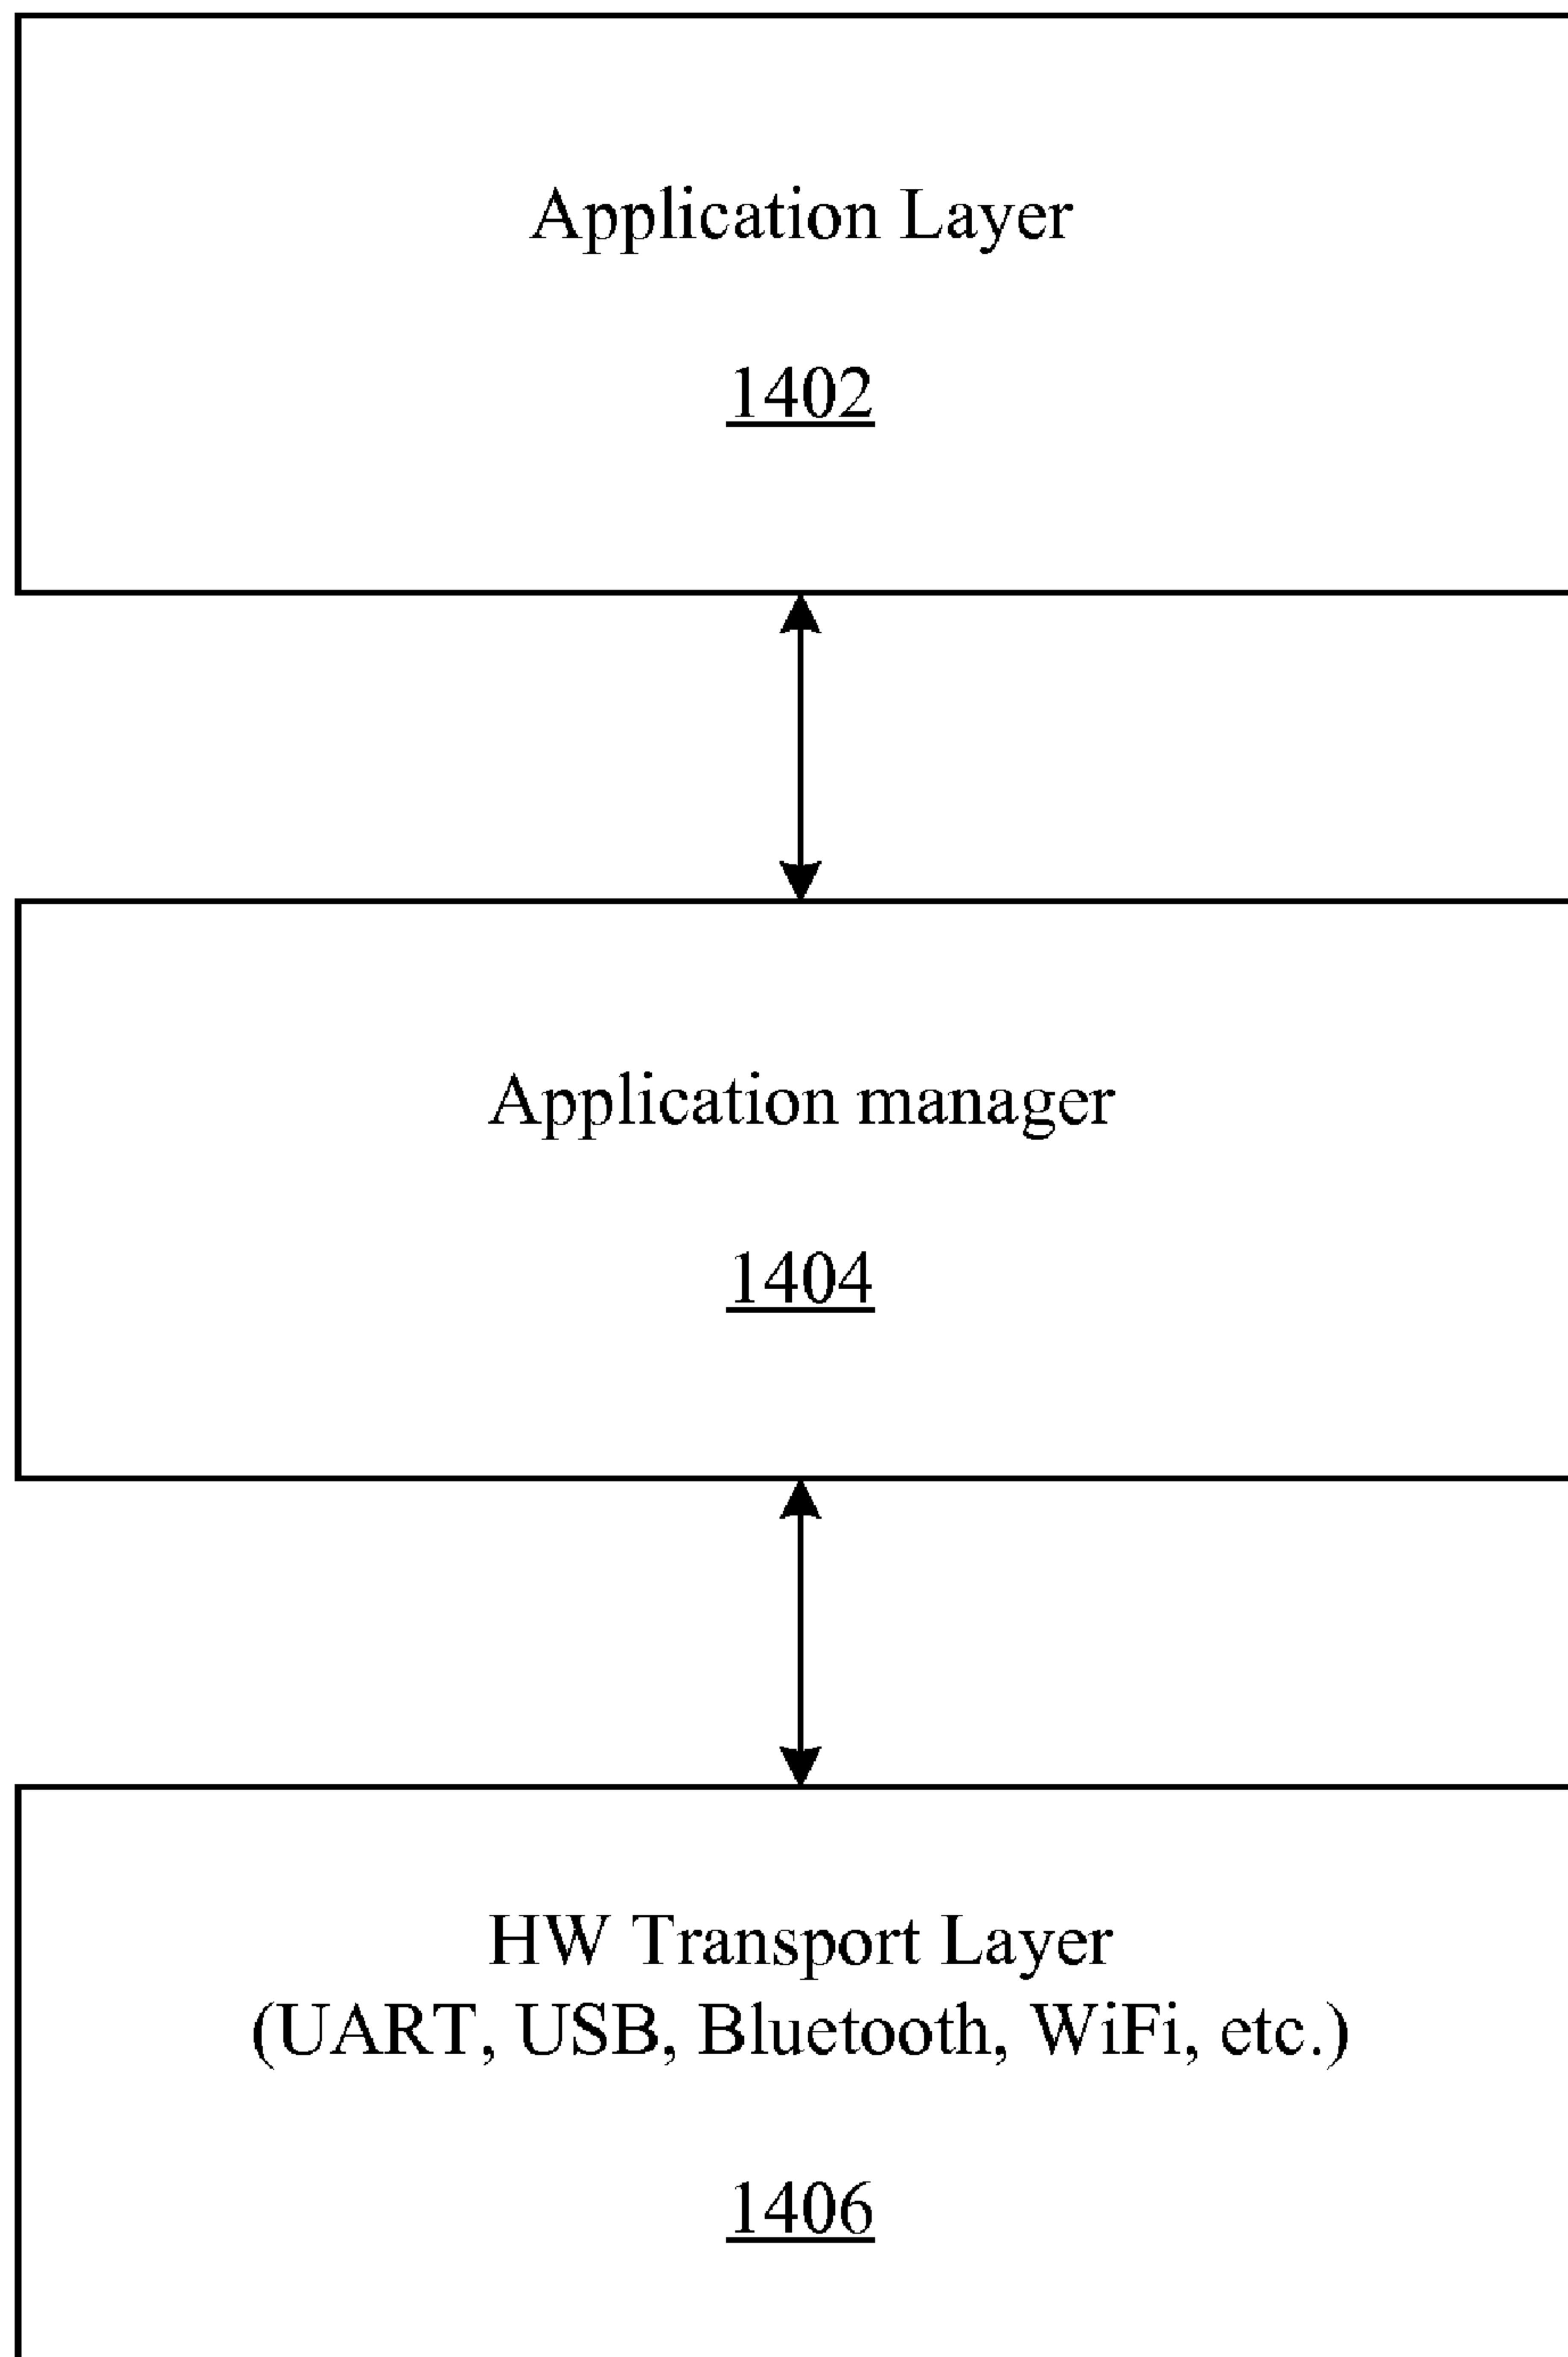 Application Layer
1402
Application manager
1404
HW Transport Layer
(UART, USB, Bluetooth, WiFi, etc.)
1406